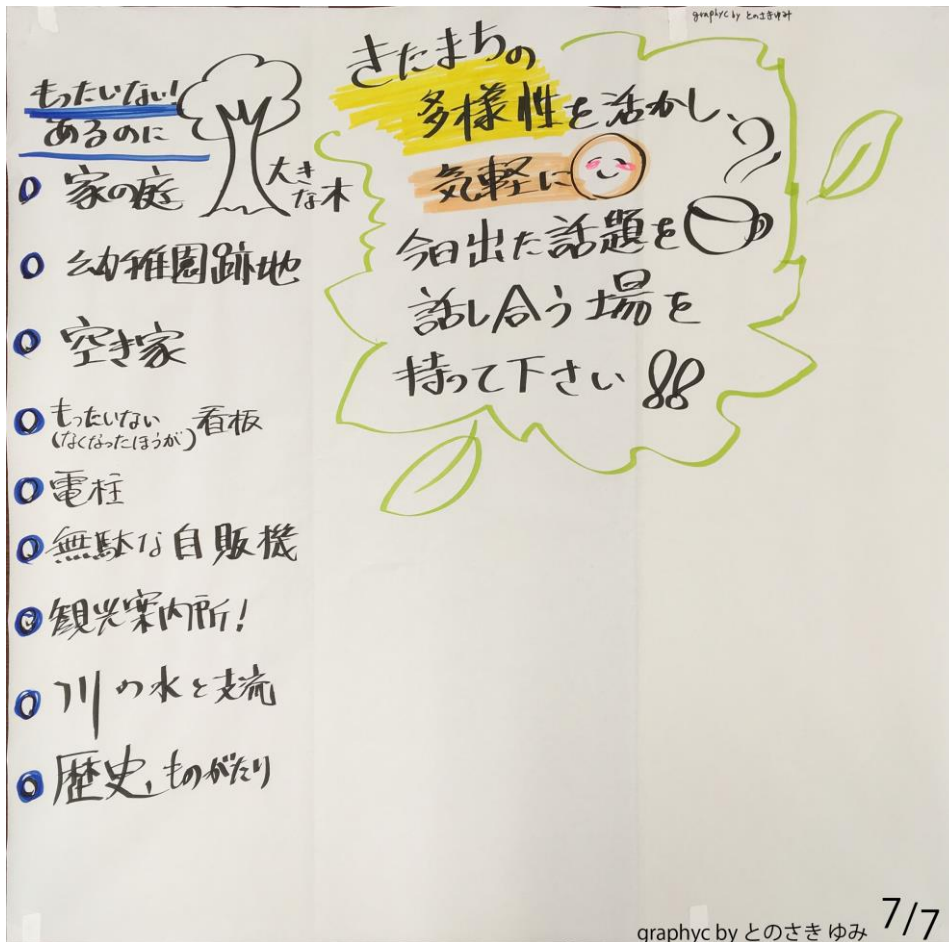 graphyc by とのさきゆみ
もったいない!
あるのに
大き
な木
家の庭
幼稚園跡地
空き家
もったいない
(なくなったほうが)看板
電柱
無駄な自販機
観光案内所!
川の水と支流
歴史,ものがたり
きたまちの
多様性を活かし、
気軽に
今日出た話題を
話し合う場を
持って下さい
7/7
graphyc by とのさき ゆみ